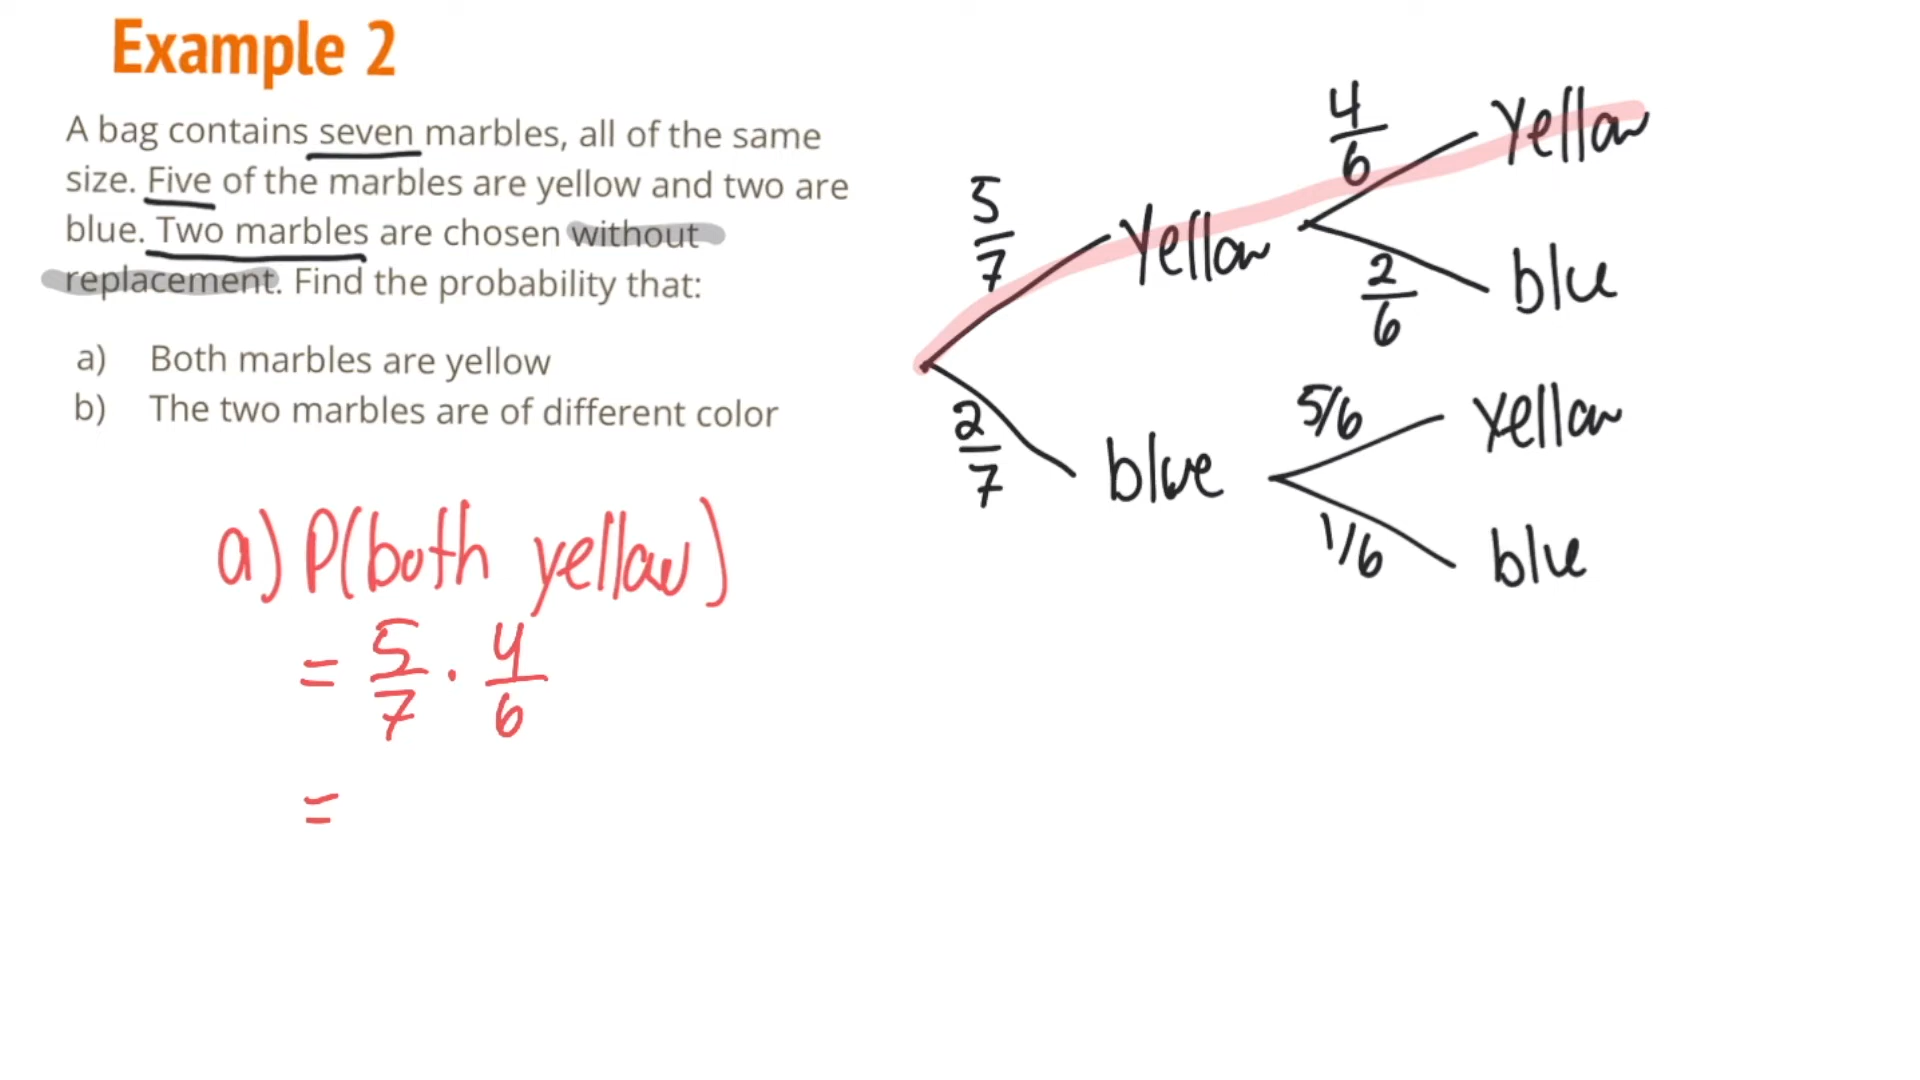 Example 2
A bag contains seven marbles, all of the same
size. Five of the marbles are yellow and two are
blue. Two marbles are chosen without
replacement. Find the probability that:
a) Both marbles are yellow
b) The two marbles are of different color
a) P(both yellow)
= 5/7 · 4/6
=
5/7
Yellow
4/6
Yellow
2/6
blue
2/7
blue
5/6
Yellow
1/6
blue